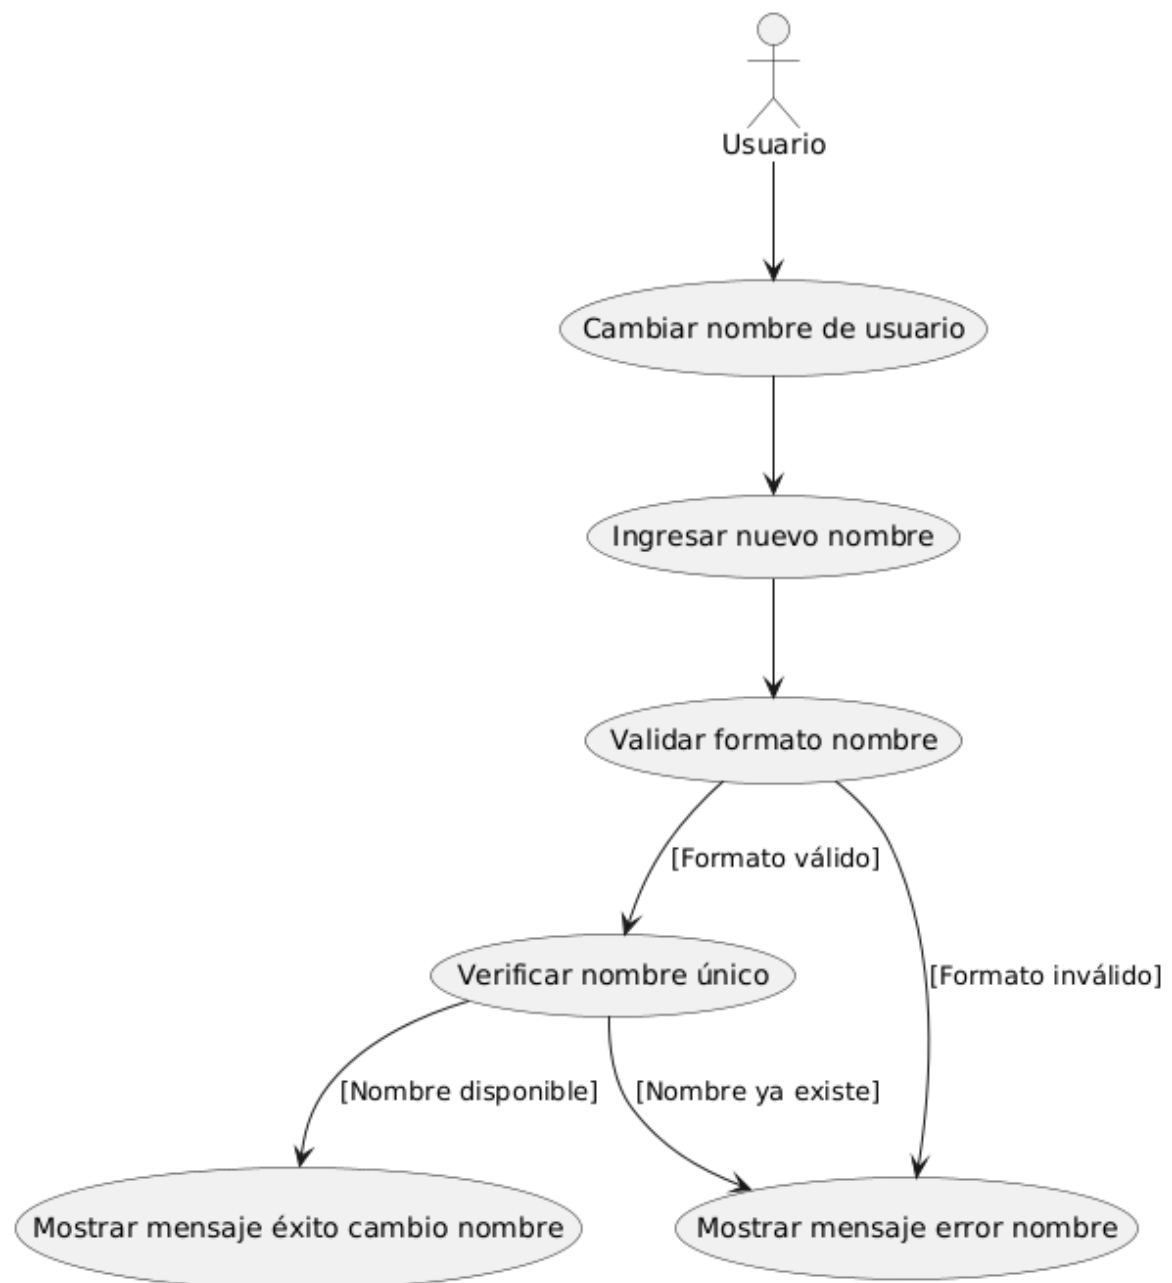 Usuario
Cambiar nombre de usuario
Ingresar nuevo nombre
Validar formato nombre
[Formato válido]
Verificar nombre único
[Formato inválido]
[Nombre disponible]
[Nombre ya existe]
Mostrar mensaje éxito cambio nombre
Mostrar mensaje error nombre